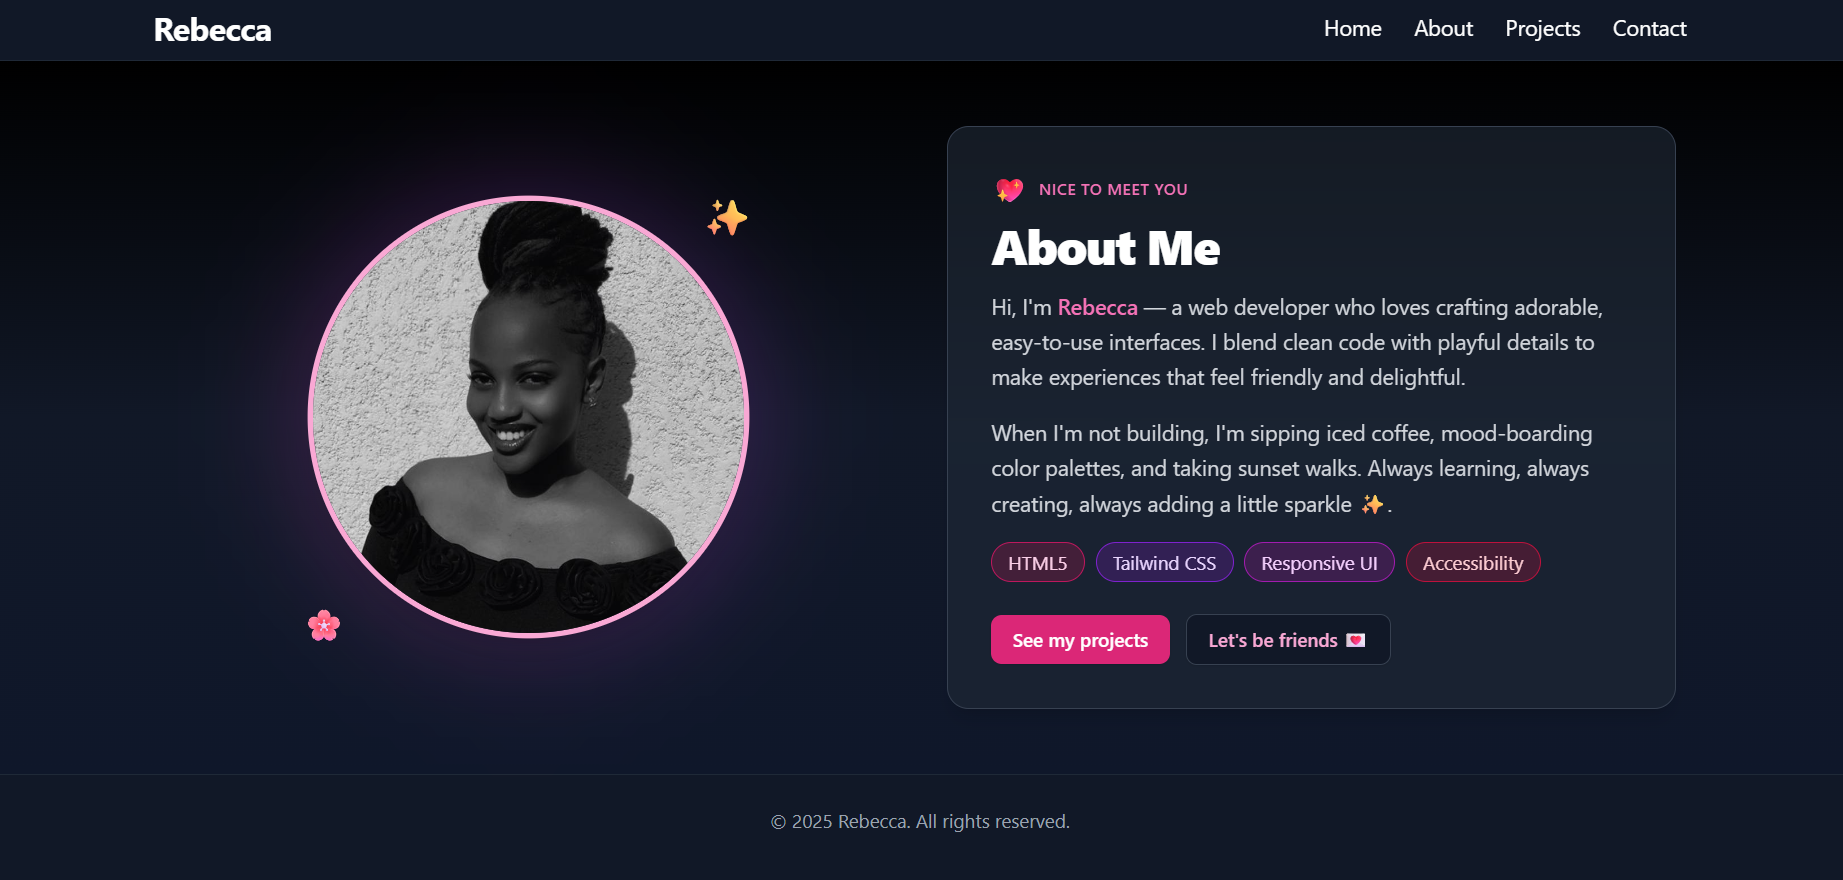 Rebecca
Home About Projects Contact
💖 NICE TO MEET YOU
About Me
Hi, I'm Rebecca — a web developer who loves crafting adorable,
easy-to-use interfaces. I blend clean code with playful details to
make experiences that feel friendly and delightful.
When I'm not building, I'm sipping iced coffee, mood-boarding
color palettes, and taking sunset walks. Always learning, always
creating, always adding a little sparkle ✨.
HTML5 Tailwind CSS Responsive UI Accessibility
See my projects Let's be friends 💌
© 2025 Rebecca. All rights reserved.